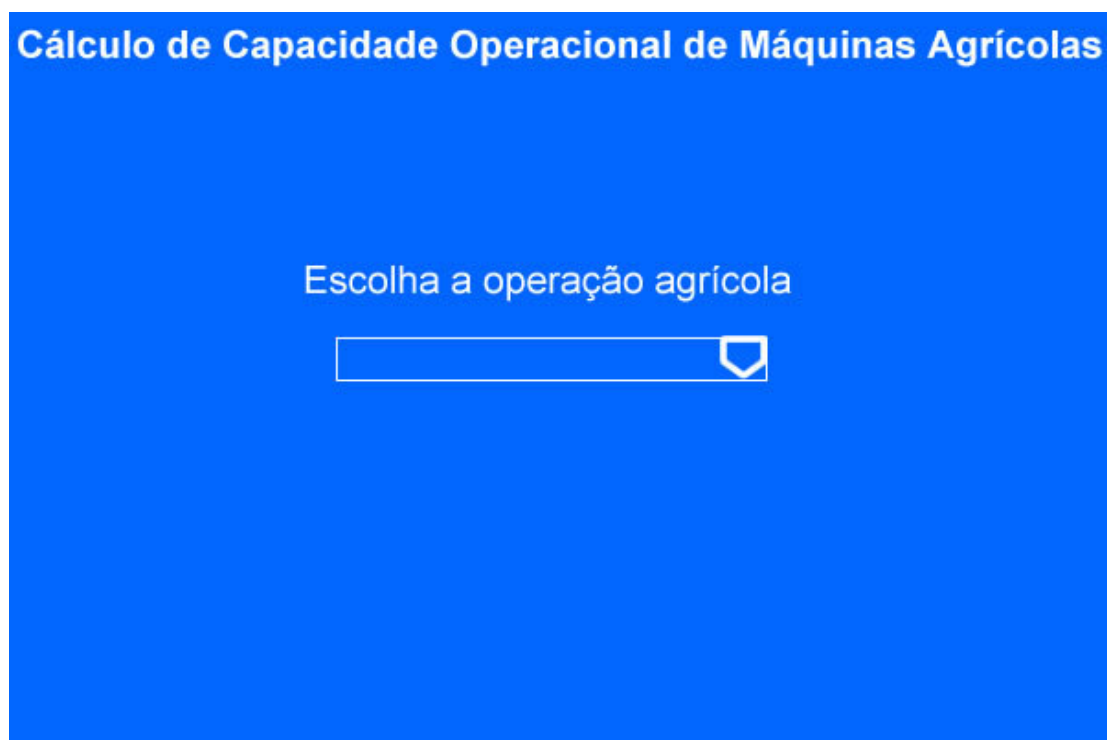 Cálculo de Capacidade Operacional de Máquinas Agrícolas
Escolha a operação agrícola